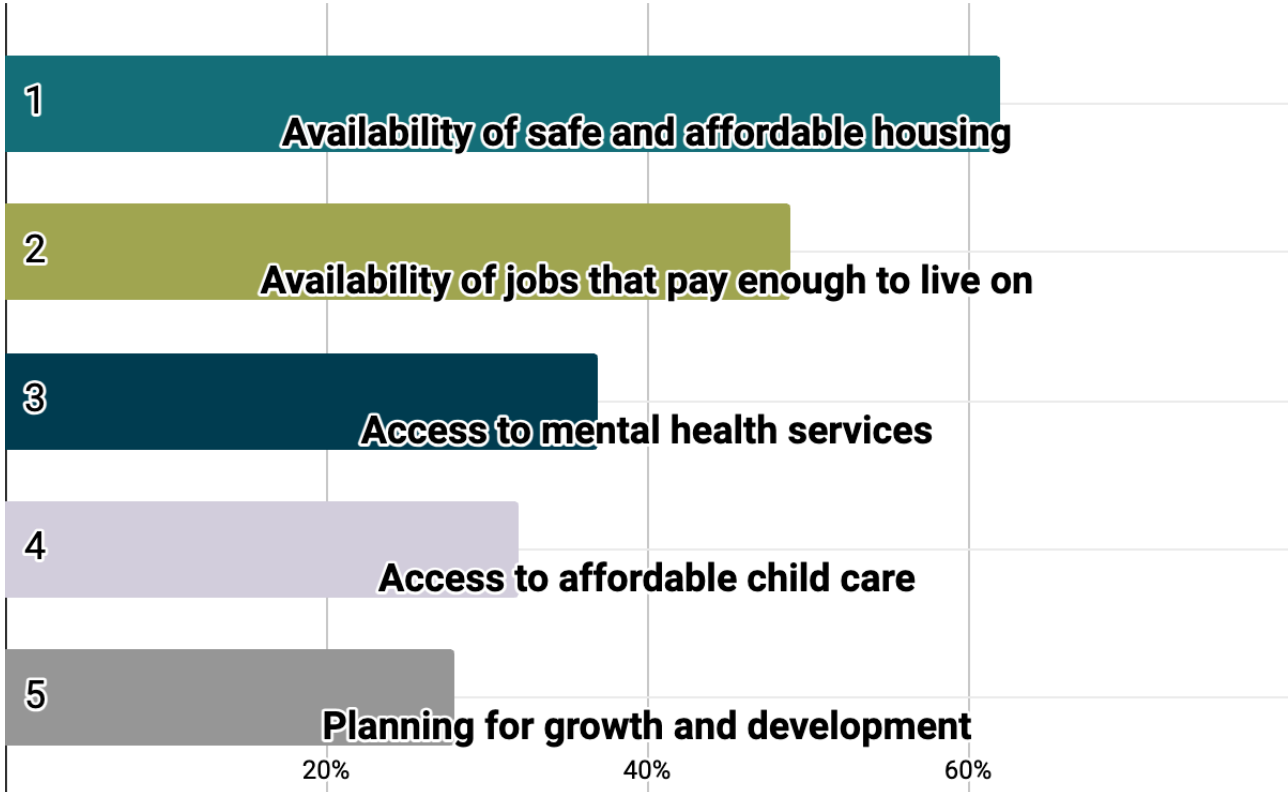 1
Availability of safe and affordable housing
2
Availability of jobs that pay enough to live on
3
Access to mental health services
4
Access to affordable child care
5
Planning for growth and development
20% 40% 60%